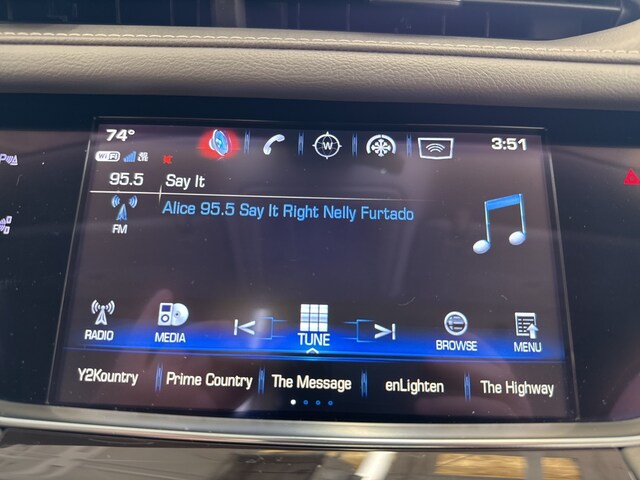 74°
3:51
WiFi
W
95.5
Say It
Alice 95.5 Say It Right Nelly Furtado
FM
RADIO
MEDIA
TUNE
BROWSE
MENU
Y2Kountry
Prime Country
The Message
enLighten
The Highway